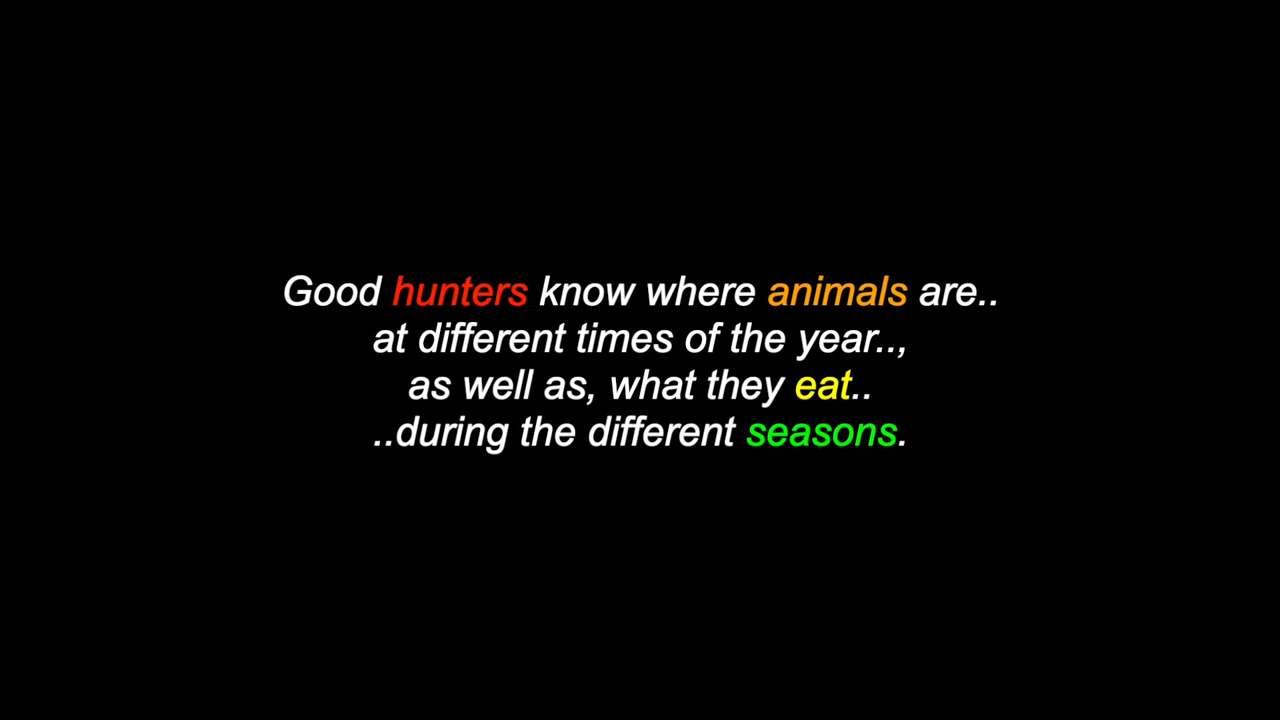 Good hunters know where animals are..
at different times of the year..,
as well as, what they eat..
..during the different seasons.